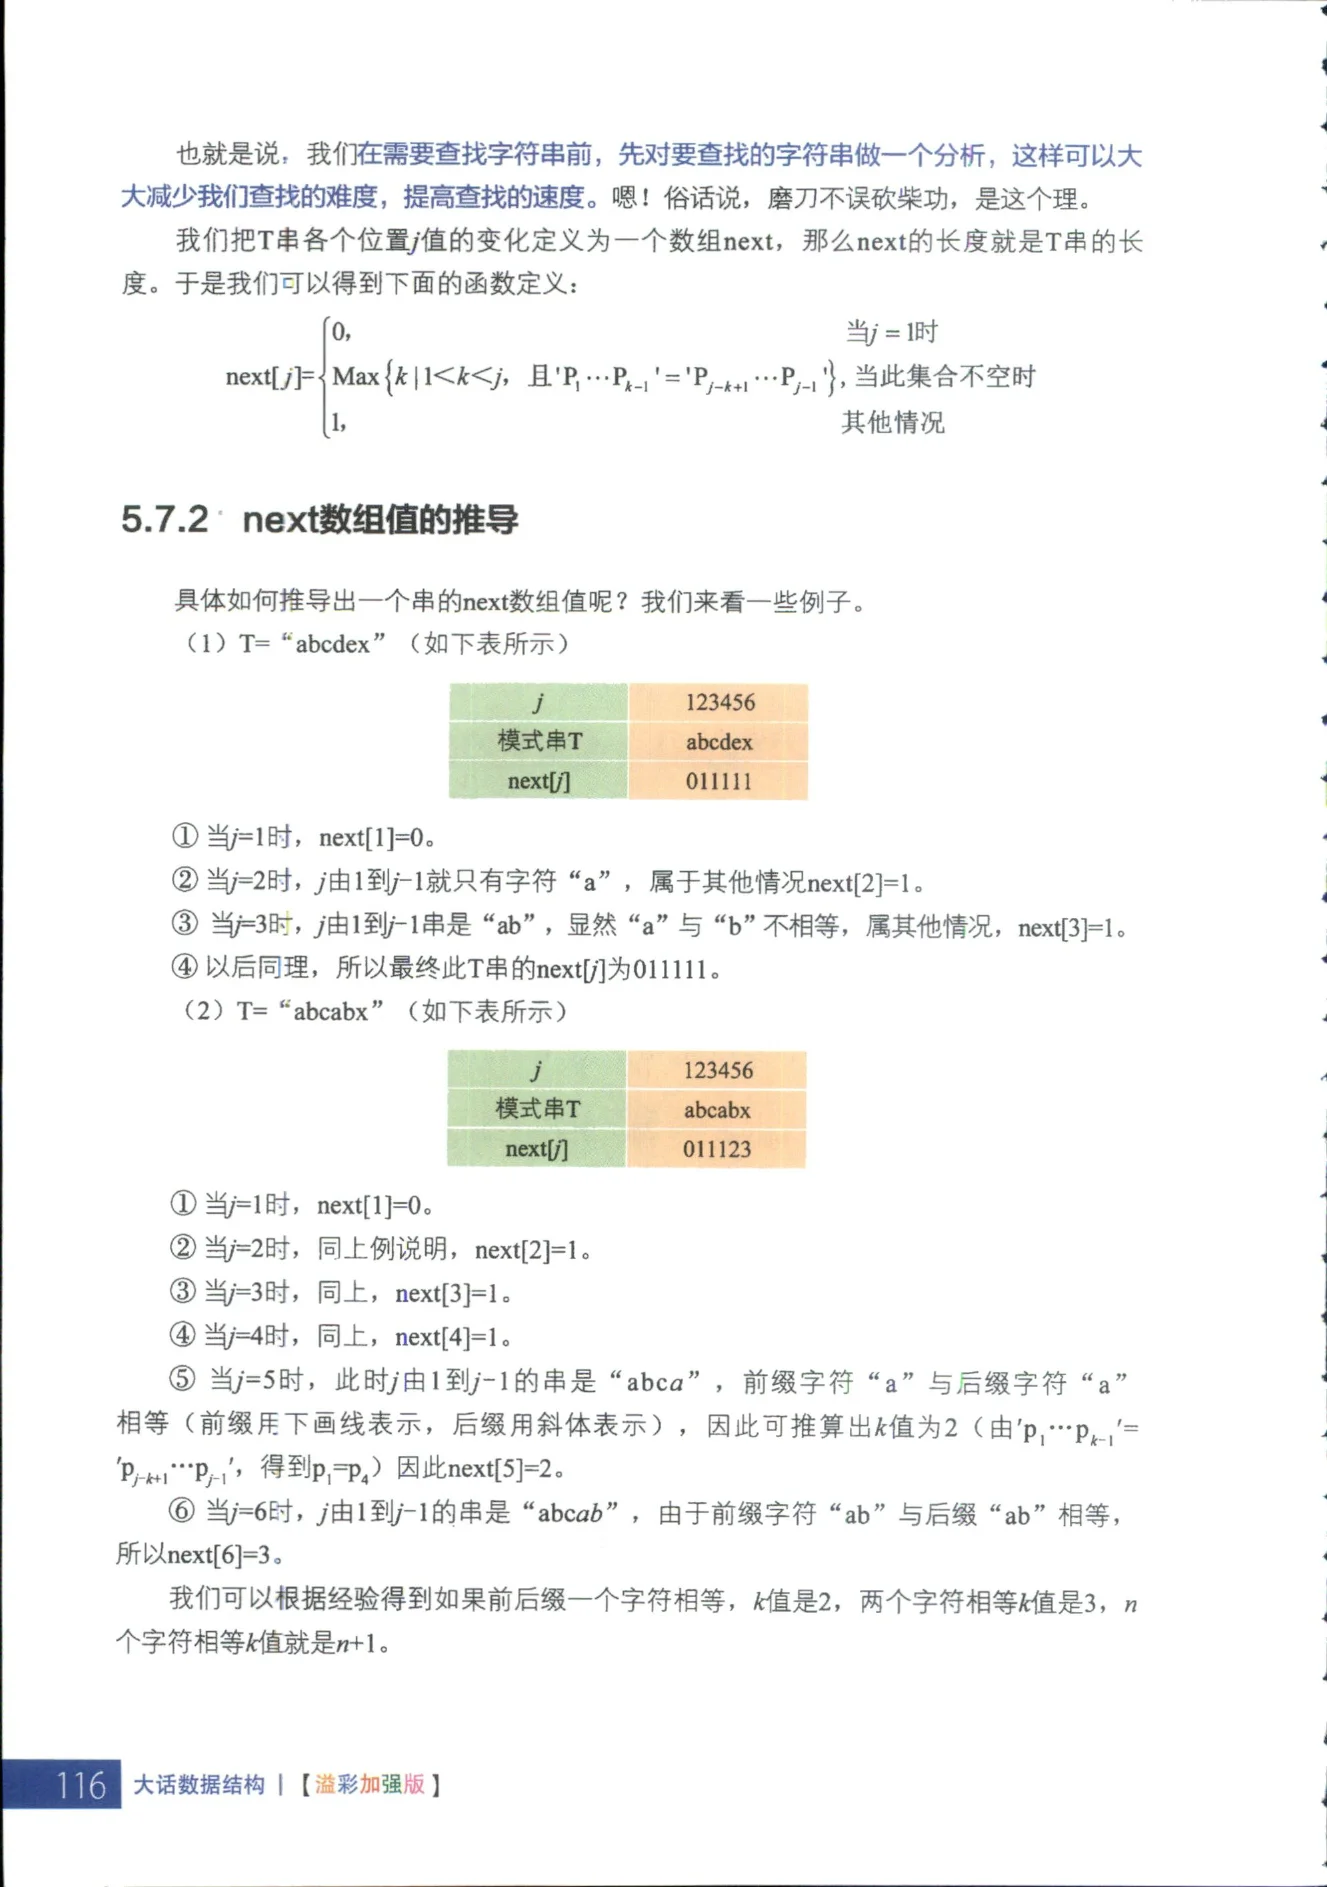 也就是说，我们在需要查找字符串前，先对要查找的字符串做一个分析，这样可以大
大减少我们查找的难度，提高查找的速度。嗯！俗话说，磨刀不误砍柴功，是这个理。
我们把T串各个位置j值的变化定义为一个数组next，那么next的长度就是T串的长
度。于是我们可以得到下面的函数定义：
0, 当j = 1时
next[j]= Max{k|1<k<j，且'P₁…Pₖ₋₁'='Pⱼ₋ₖ₊₁…Pⱼ₋₁'}, 当此集合不空时
1, 其他情况
5.7.2 next数组值的推导
具体如何推导出一个串的next数组值呢？我们来看一些例子。
（1）T=“abcdex”（如下表所示）
j 123456
模式串T abcdex
next[j] 011111
① 当j=1时，next[1]=0。
② 当j=2时，j由1到j-1就只有字符“a”，属于其他情况next[2]=1。
③ 当j=3时，j由1到j-1串是“ab”，显然“a”与“b”不相等，属其他情况，next[3]=1。
④ 以后同理，所以最终此T串的next[j]为011111。
（2）T=“abcabx”（如下表所示）
j 123456
模式串T abcabx
next[j] 011123
① 当j=1时，next[1]=0。
② 当j=2时，同上例说明，next[2]=1。
③ 当j=3时，同上，next[3]=1。
④ 当j=4时，同上，next[4]=1。
⑤ 当j=5时，此时j由1到j-1的串是“abca”，前缀字符“a”与后缀字符“a”
相等（前缀用下画线表示，后缀用斜体表示），因此可推算出k值为2（由'p₁…pₖ₋₁'=
'pⱼ₋ₖ₊₁…pⱼ₋₁'，得到p₁=p₄）因此next[5]=2。
⑥ 当j=6时，j由1到j-1的串是“abcab”，由于前缀字符“ab”与后缀“ab”相等，
所以next[6]=3。
我们可以根据经验得到如果前后缀一个字符相等，k值是2，两个字符相等k值是3，n
个字符相等k值就是n+1。
116 大话数据结构 | 【溢彩加强版】